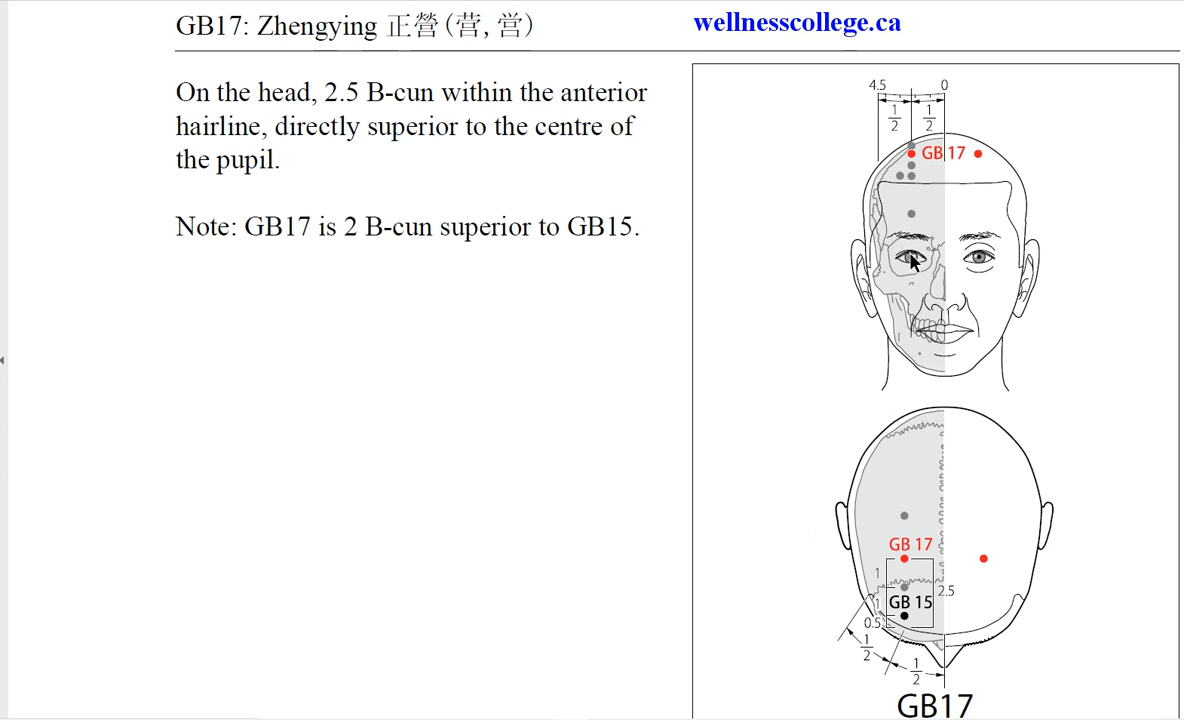 GB17: Zhengying 正營 (营, 営)
wellnesscollege.ca
On the head, 2.5 B-cun within the anterior
hairline, directly superior to the centre of
the pupil.
Note: GB17 is 2 B-cun superior to GB15.
4.5 0
1/2 1/2
GB 17
GB 17
1
2.5
1
GB 15
0.5
1/2
1/2
GB17